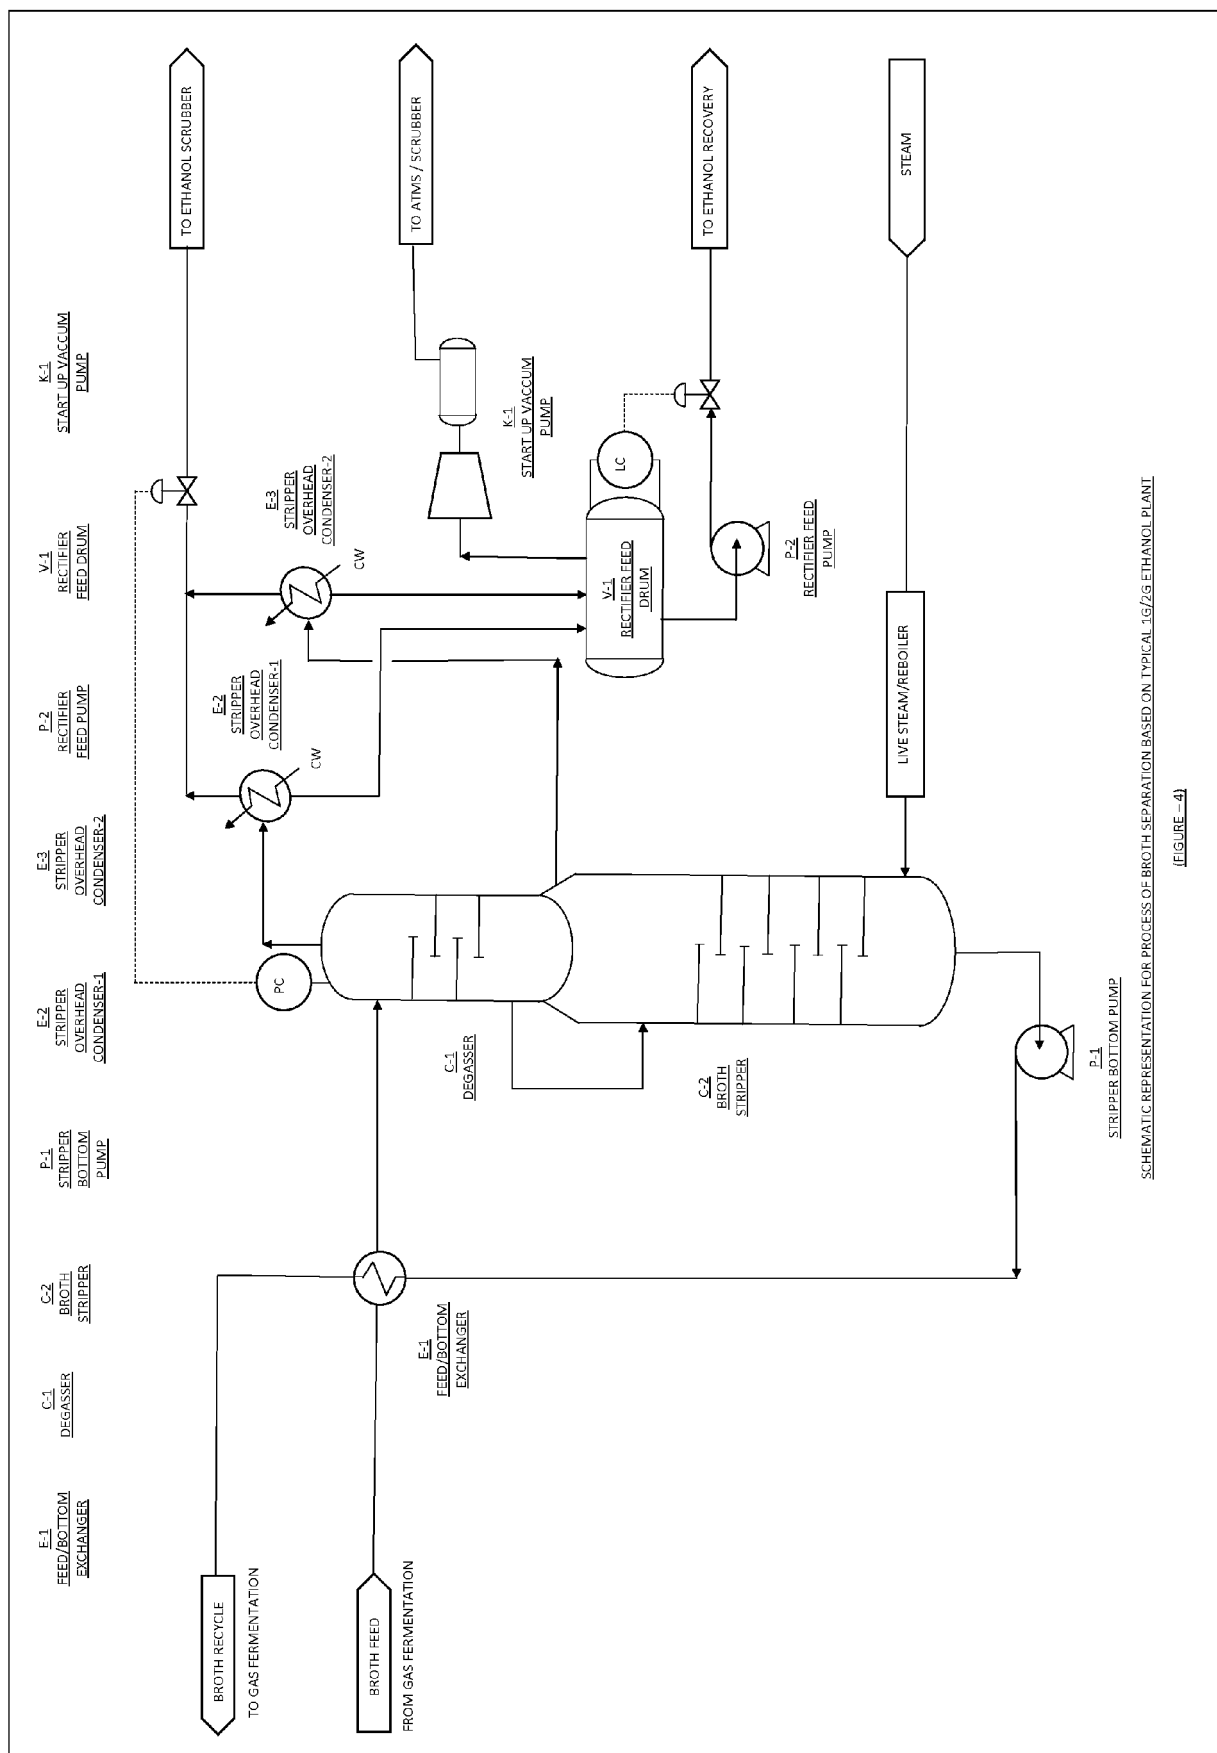 E-1
FEED/BOTTOM
EXCHANGER
C-1
DEGASSER
C-2
BROTH
STRIPPER
P-1
STRIPPER
BOTTOM
PUMP
E-2
STRIPPER
OVERHEAD
CONDENSER-1
E-3
STRIPPER
OVERHEAD
CONDENSER-2
P-2
RECTIFIER
FEED PUMP
V-1
RECTIFIER
FEED DRUM
K-1
START UP VACCUM
PUMP
TO ETHANOL SCRUBBER
PC
E-2
STRIPPER
OVERHEAD
CONDENSER-1
CW
E-3
STRIPPER
OVERHEAD
CONDENSER-2
CW
TO ATMS / SCRUBBER
K-1
START UP VACCUM
PUMP
BROTH RECYCLE
TO GAS FERMENTATION
BROTH FEED
FROM GAS FERMENTATION
E-1
FEED/BOTTOM
EXCHANGER
C-1
DEGASSER
V-1
RECTIFIER FEED
DRUM
LC
TO ETHANOL RECOVERY
P-2
RECTIFIER FEED
PUMP
C-2
BROTH
STRIPPER
LIVE STEAM/REBOILER
STEAM
P-1
STRIPPER BOTTOM PUMP
SCHEMATIC REPRESENTATION FOR PROCESS OF BROTH SEPARATION BASED ON TYPICAL 1G/2G ETHANOL PLANT
(FIGURE – 4)